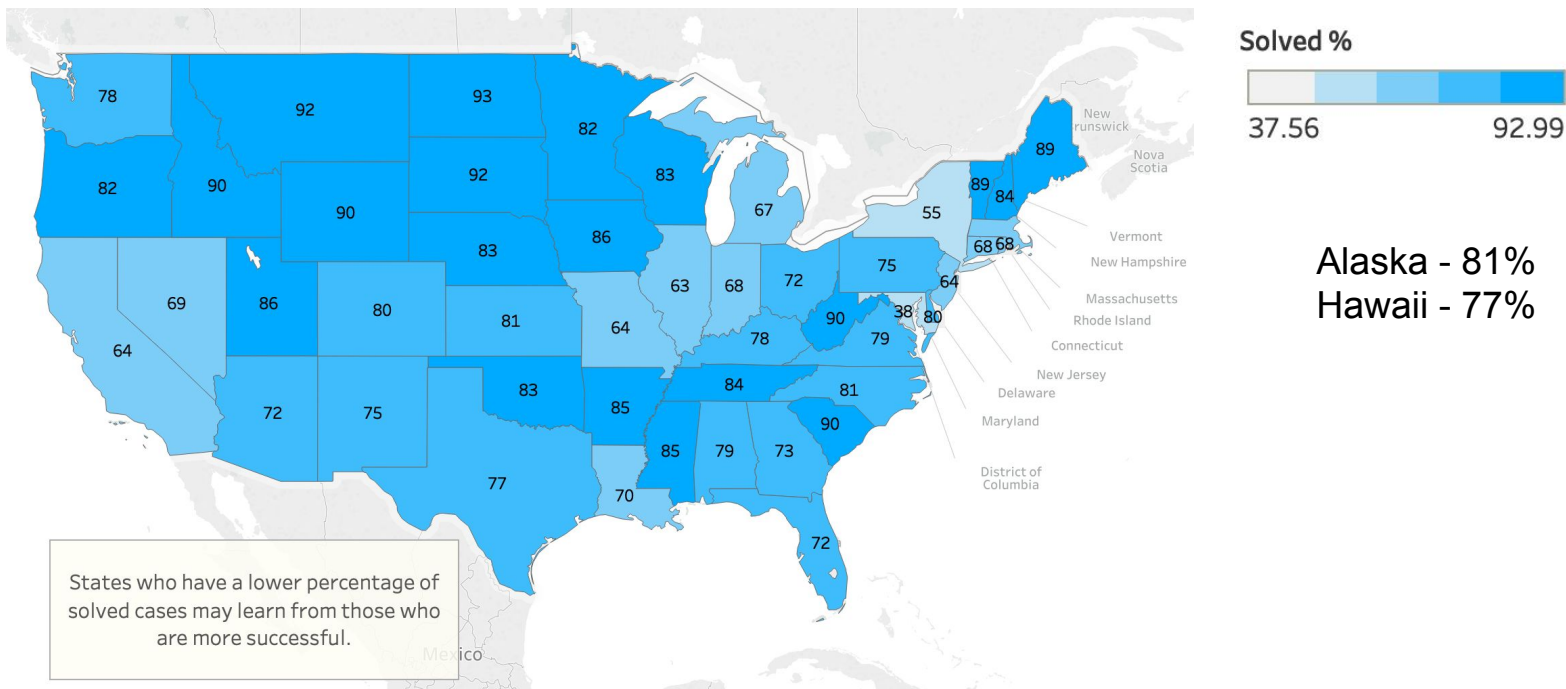 Solved %
37.56 92.99
Alaska - 81%
Hawaii - 77%
78
92
93
82
83
67
82
90
90
92
86
83
55
89
84
89
68 68
64
75
72
68
63
64
81
80
86
69
64
72
75
83
85
84
78
90
79
38
80
81
90
73
79
85
70
77
72
New
runswick
Nova
Scotia
Vermont
New Hampshire
Massachusetts
Rhode Island
Connecticut
New Jersey
Delaware
Maryland
District of
Columbia
Mexico
States who have a lower percentage of
solved cases may learn from those who
are more successful.